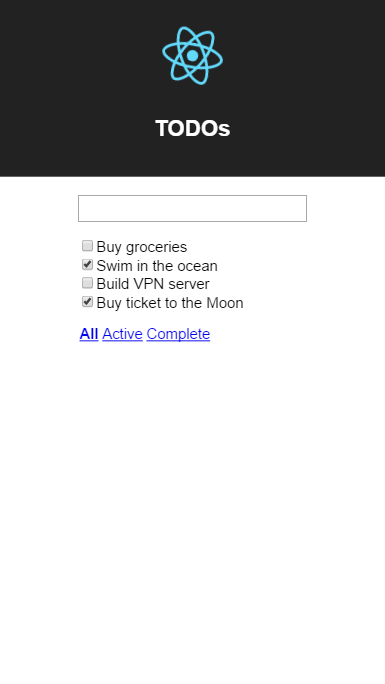 TODOs
Buy groceries
Swim in the ocean
Build VPN server
Buy ticket to the Moon
All Active Complete